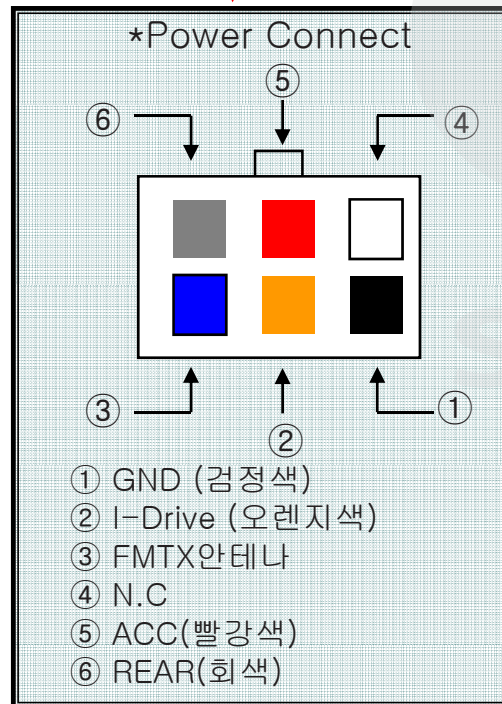 *Power Connect
⑤
⑥
④
③
①
②
① GND (검정색)
② I-Drive (오렌지색)
③ FMTX안테나
④ N.C
⑤ ACC(빨강색)
⑥ REAR(회색)